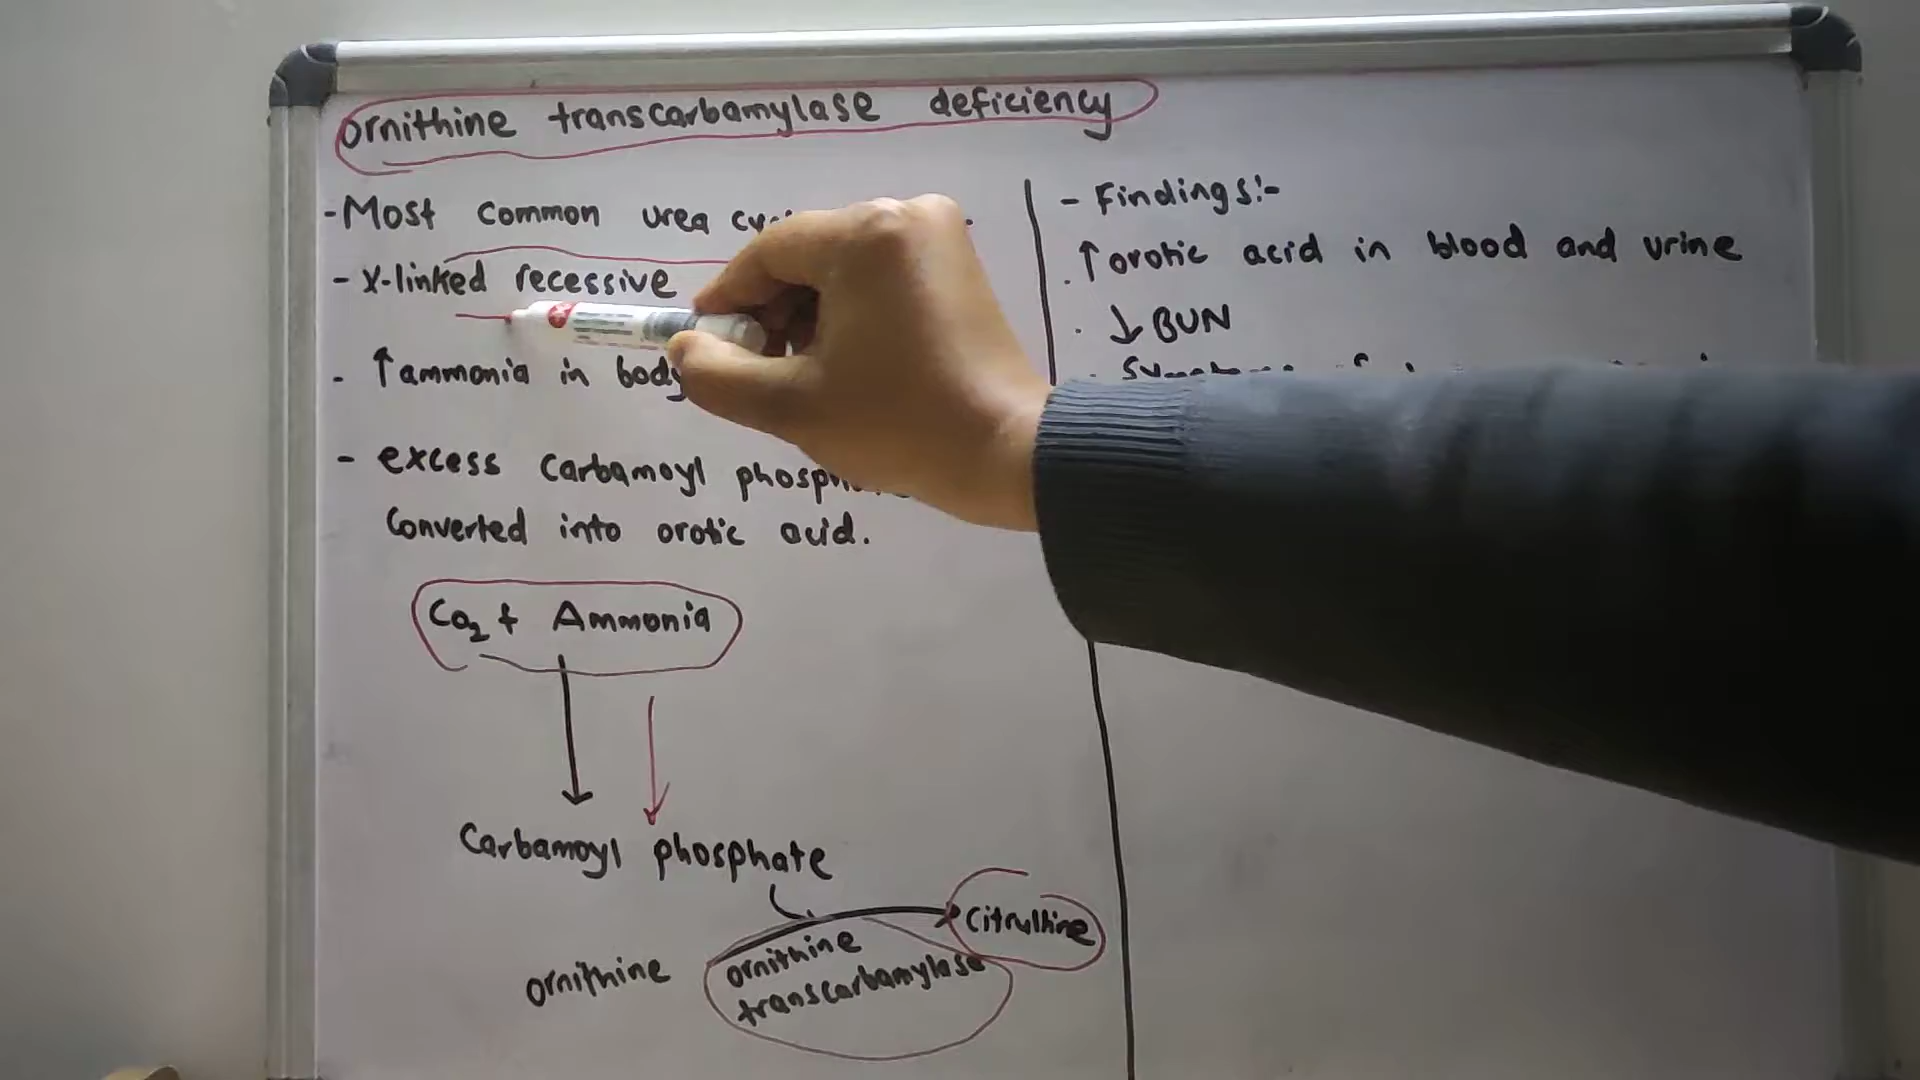 ornithine transcarbamylase deficiency
- Most common urea
- X-linked recessive
- ↑ ammonia in body
- excess Carbamoyl
Converted into orotic acid.
CO2 + Ammonia
Carbamoyl phosphate
Citrulline
ornithine
ornithine
transcarbamylase
- Findings:-
. ↑ orotic acid in blood and urine
. ↓ BUN